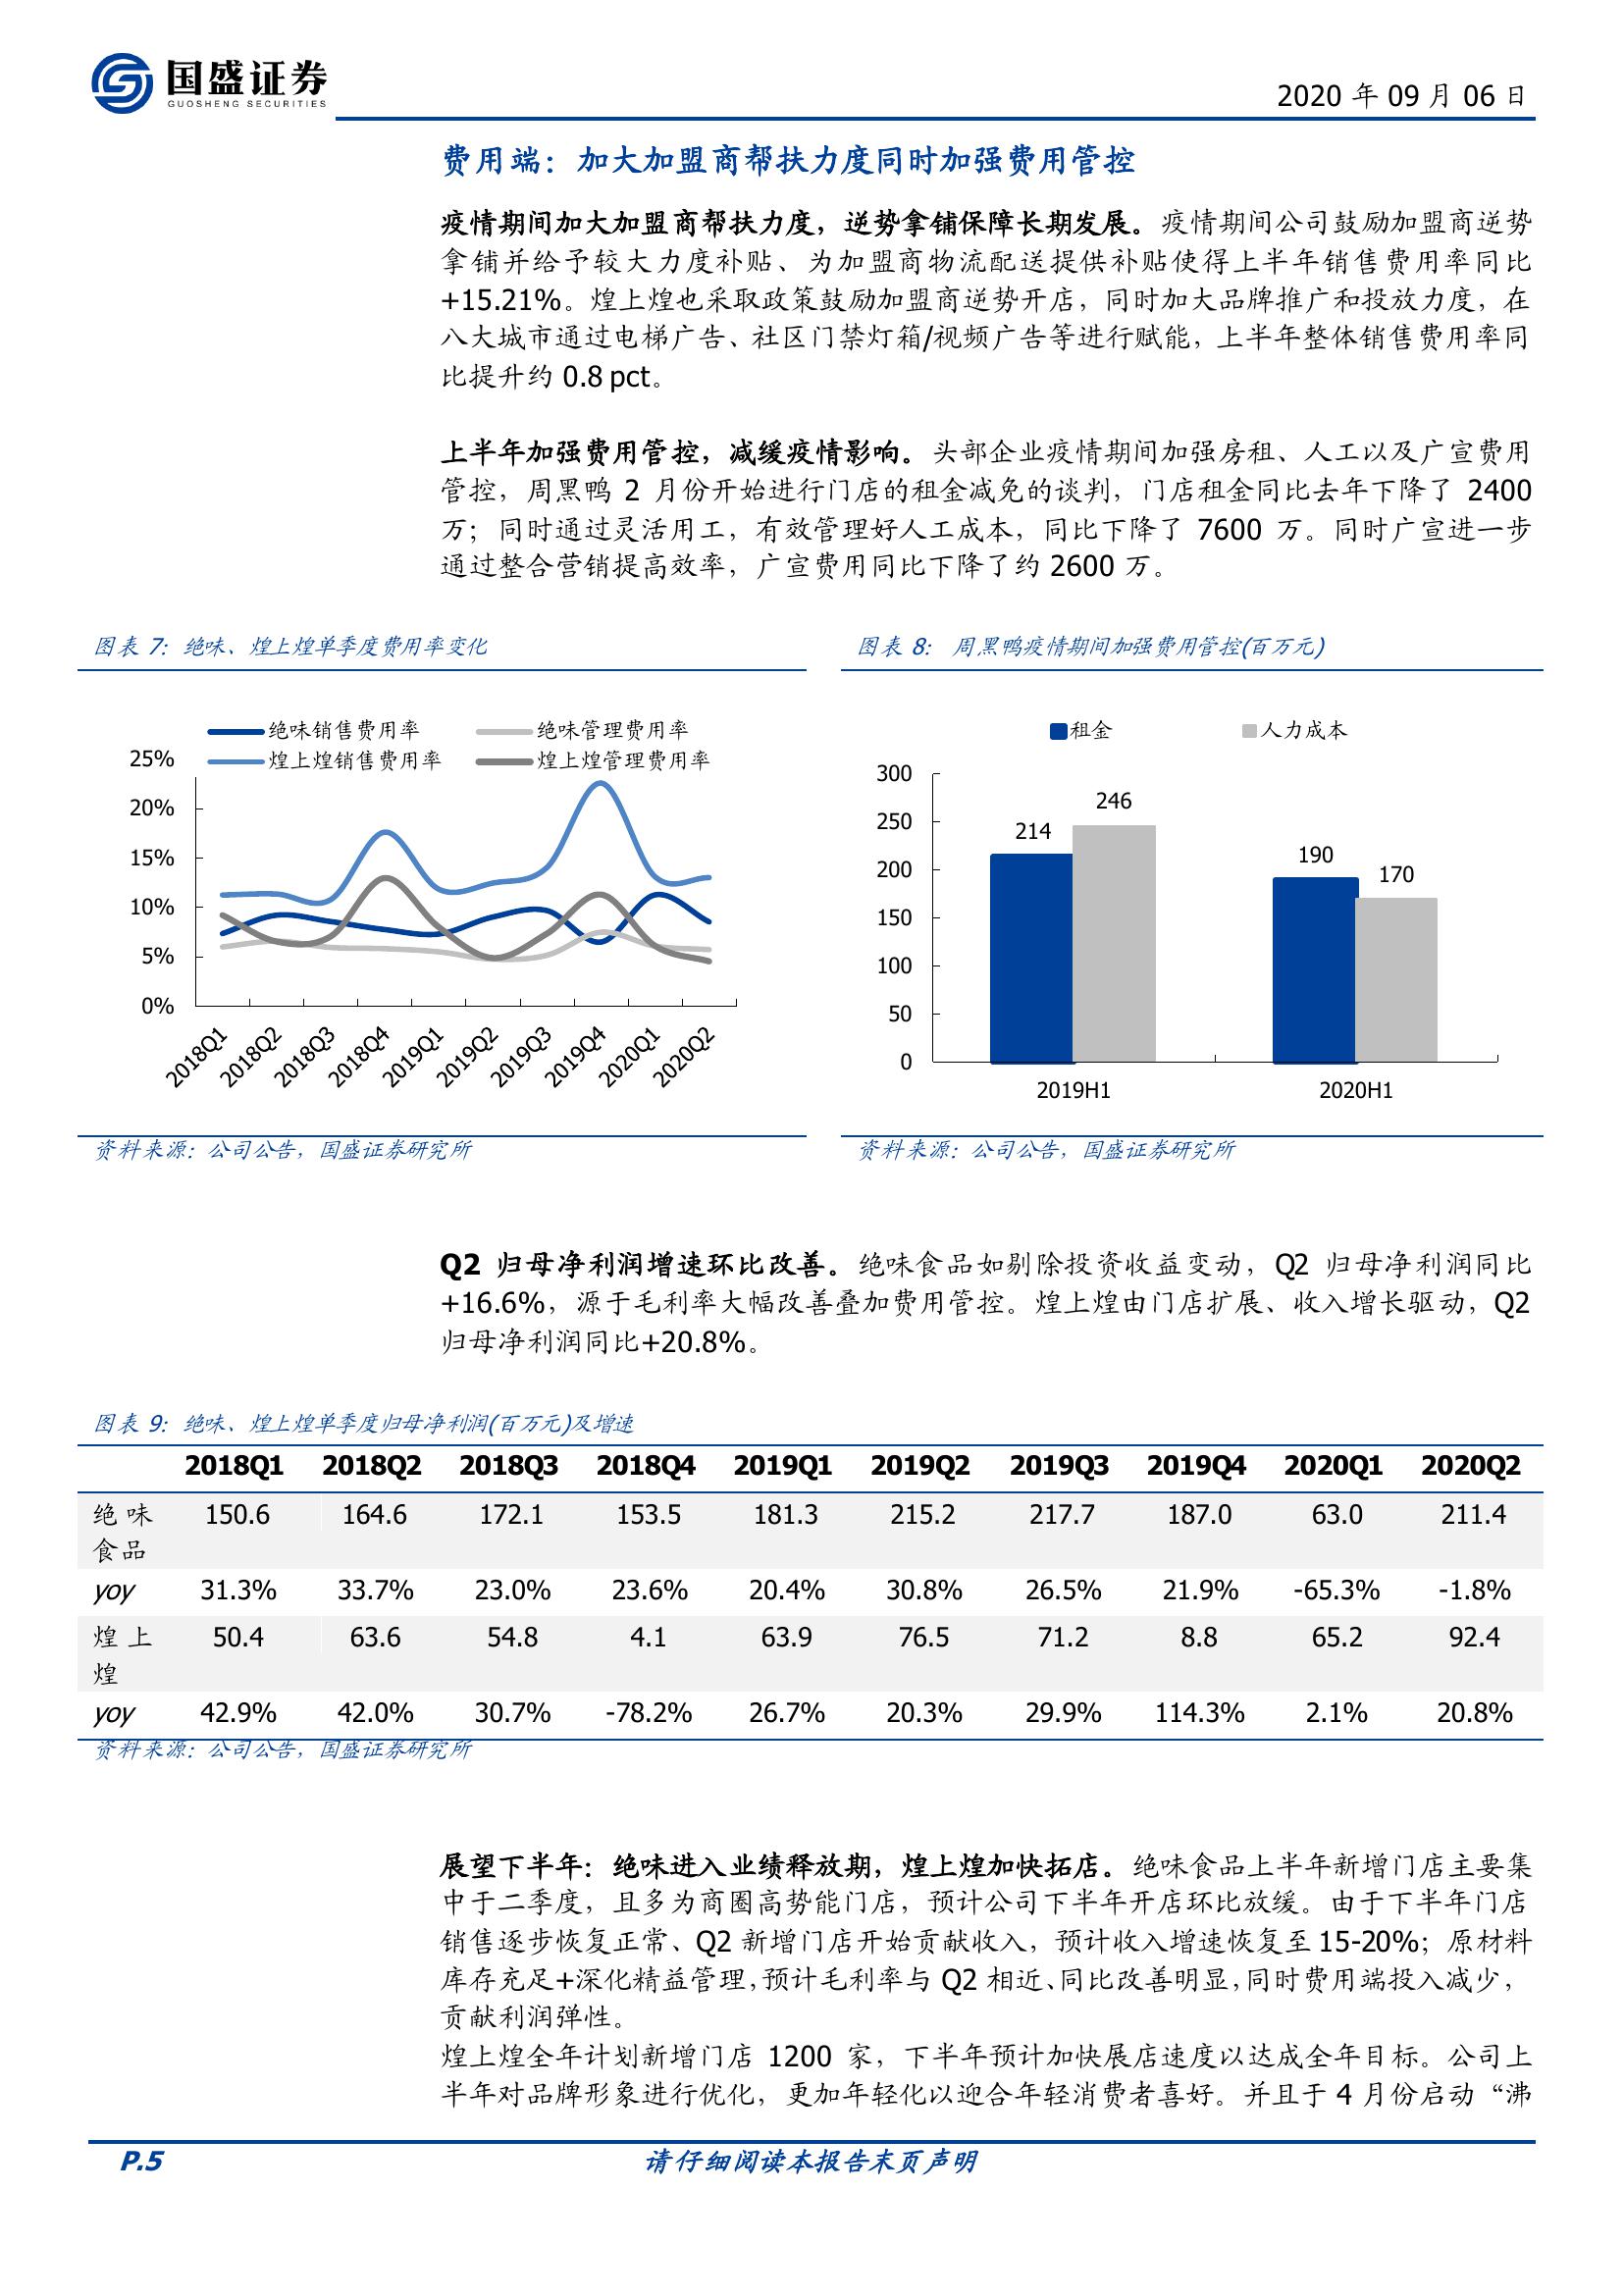 国盛证券
GUOSHENG SECURITIES
2020 年 09 月 06 日
费用端：加大加盟商帮扶力度同时加强费用管控
疫情期间加大加盟商帮扶力度，逆势拿铺保障长期发展。疫情期间公司鼓励加盟商逆势
拿铺并给予较大力度补贴、为加盟商物流配送提供补贴使得上半年销售费用率同比
+15.21%。煌上煌也采取政策鼓励加盟商逆势开店，同时加大品牌推广和投放力度，在
八大城市通过电梯广告、社区门禁灯箱/视频广告等进行赋能，上半年整体销售费用率同
比提升约 0.8 pct。
上半年加强费用管控，减缓疫情影响。头部企业疫情期间加强房租、人工以及广宣费用
管控，周黑鸭 2 月份开始进行门店的租金减免的谈判，门店租金同比去年下降了 2400
万；同时通过灵活用工，有效管理好人工成本，同比下降了 7600 万。同时广宣进一步
通过整合营销提高效率，广宣费用同比下降了约 2600 万。
图表 7：绝味、煌上煌单季度费用率变化
绝味销售费用率 绝味管理费用率
煌上煌销售费用率 煌上煌管理费用率
25%
20%
15%
10%
5%
0%
2018Q1 2018Q2 2018Q3 2018Q4 2019Q1 2019Q2 2019Q3 2019Q4 2020Q1 2020Q2
资料来源：公司公告，国盛证券研究所
图表 8： 周黑鸭疫情期间加强费用管控(百万元)
租金 人力成本
300
250
200
150
100
50
0
214 246 190 170
2019H1 2020H1
资料来源：公司公告，国盛证券研究所
Q2 归母净利润增速环比改善。绝味食品如剔除投资收益变动，Q2 归母净利润同比
+16.6%，源于毛利率大幅改善叠加费用管控。煌上煌由门店扩展、收入增长驱动，Q2
归母净利润同比+20.8%。
图表 9：绝味、煌上煌单季度归母净利润(百万元)及增速
2018Q1 2018Q2 2018Q3 2018Q4 2019Q1 2019Q2 2019Q3 2019Q4 2020Q1 2020Q2
绝味食品 150.6 164.6 172.1 153.5 181.3 215.2 217.7 187.0 63.0 211.4
yoy 31.3% 33.7% 23.0% 23.6% 20.4% 30.8% 26.5% 21.9% -65.3% -1.8%
煌上煌 50.4 63.6 54.8 4.1 63.9 76.5 71.2 8.8 65.2 92.4
yoy 42.9% 42.0% 30.7% -78.2% 26.7% 20.3% 29.9% 114.3% 2.1% 20.8%
资料来源：公司公告，国盛证券研究所
展望下半年：绝味进入业绩释放期，煌上煌加快拓店。绝味食品上半年新增门店主要集
中于二季度，且多为商圈高势能门店，预计公司下半年开店环比放缓。由于下半年门店
销售逐步恢复正常、Q2 新增门店开始贡献收入，预计收入增速恢复至 15-20%；原材料
库存充足+深化精益管理，预计毛利率与 Q2 相近、同比改善明显，同时费用端投入减少，
贡献利润弹性。
煌上煌全年计划新增门店 1200 家，下半年预计加快展店速度以达成全年目标。公司上
半年对品牌形象进行优化，更加年轻化以迎合年轻消费者喜好。并且于 4 月份启动“沸
P.5
请仔细阅读本报告末页声明